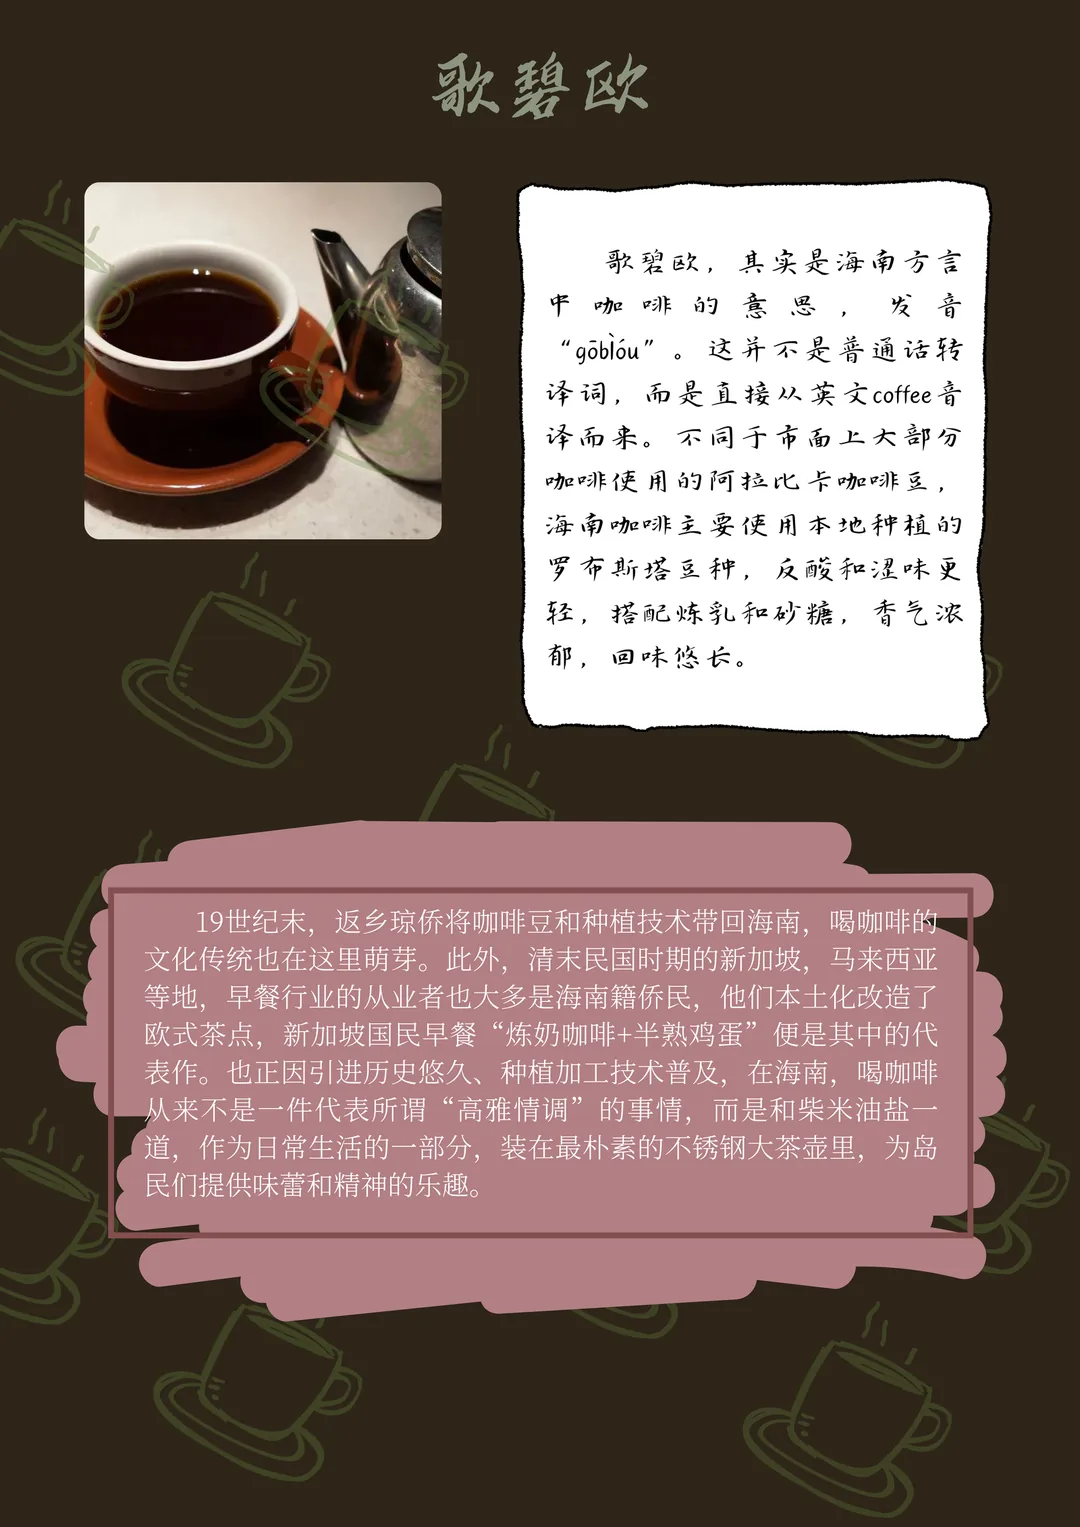 歌碧欧
歌碧欧，其实是海南方言
中咖啡的意思，发音
“gōbìóu”。这并不是普通话转
译词，而是直接从英文coffee音
译而来。不同于市面上大部分
咖啡使用的阿拉比卡咖啡豆，
海南咖啡主要使用本地种植的
罗布斯塔豆种，反酸和涩味更
轻，搭配炼乳和砂糖，香气浓
郁，回味悠长。
19世纪末，返乡琼侨将咖啡豆和种植技术带回海南，喝咖啡的
文化传统也在这里萌芽。此外，清末民国时期的新加坡，马来西亚
等地，早餐行业的从业者也大多是海南籍侨民，他们本土化改造了
欧式茶点，新加坡国民早餐“炼奶咖啡+半熟鸡蛋”便是其中的代
表作。也正因引进历史悠久、种植加工技术普及，在海南，喝咖啡
从来不是一件代表所谓“高雅情调”的事情，而是和柴米油盐一
道，作为日常生活的一部分，装在最朴素的不锈钢大茶壶里，为岛
民们提供味蕾和精神的乐趣。